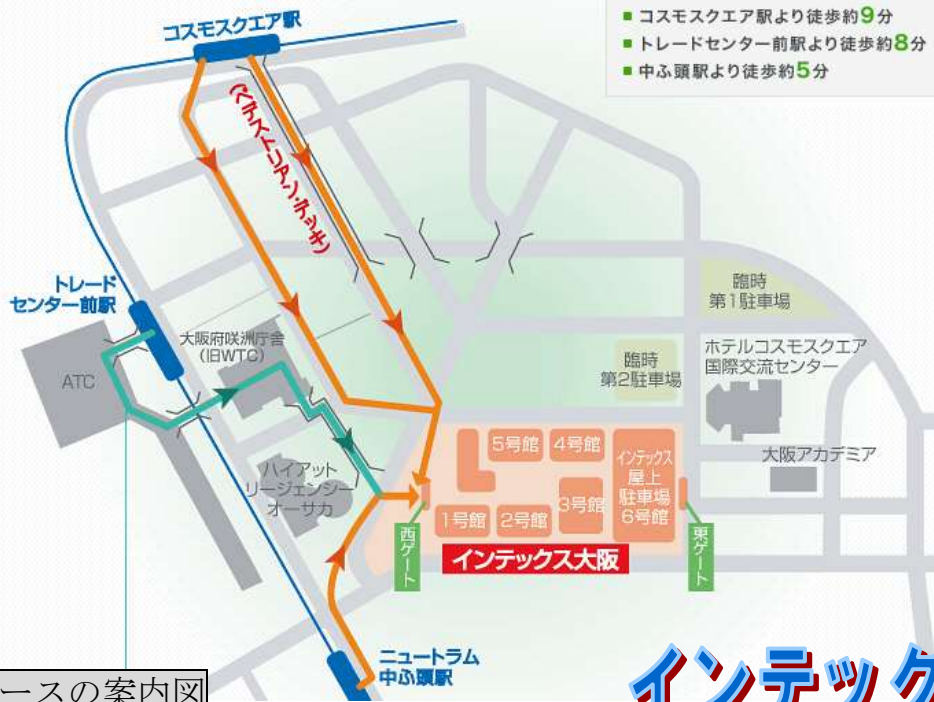 コスモスクエア駅
■ コスモスクエア駅より徒歩約9分
■ トレードセンター前駅より徒歩約8分
■ 中ふ頭駅より徒歩約5分
(ペデストリアン・デッキ)
トレード
センター前駅
ATC
大阪府咲洲庁舎
(旧WTC)
ハイアット
リージェンシー
オーサカ
臨時
第1駐車場
臨時
第2駐車場
ホテルコスモスクエア
国際交流センター
大阪アカデミア
5号館
4号館
インテックス
屋上
駐車場
6号館
3号館
1号館
2号館
西ゲート
東ゲート
インテックス大阪
ニュートラム
中ふ頭駅
ースの案内図
インテック